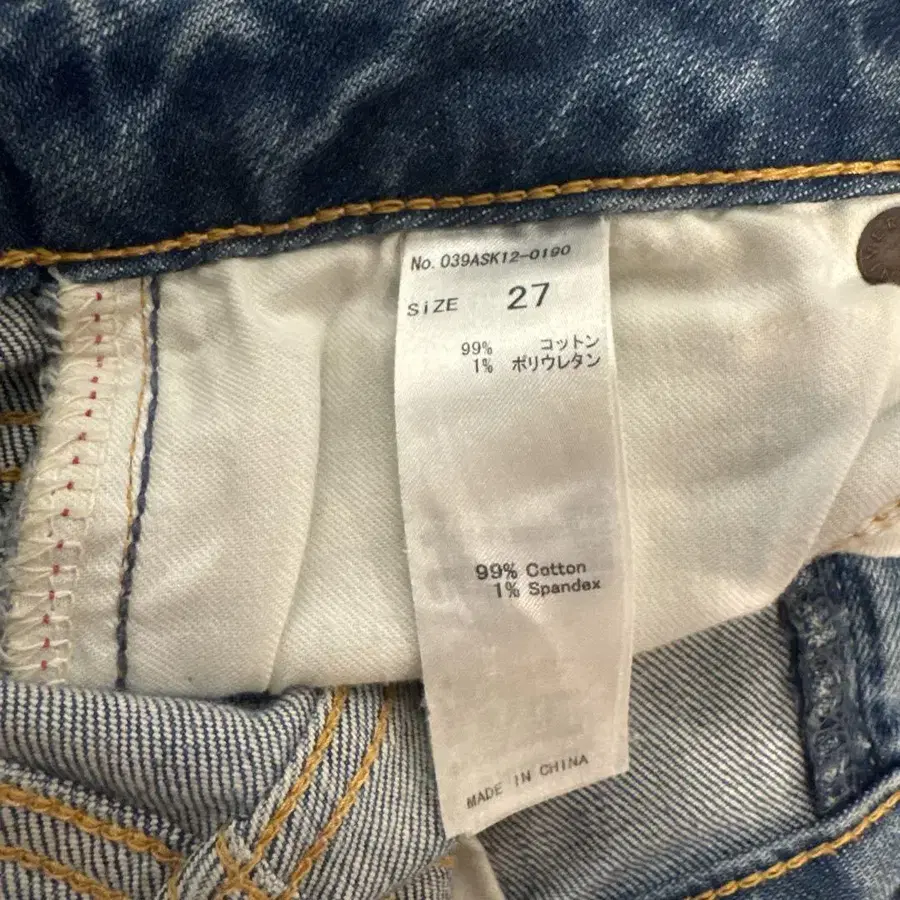 No. 039ASK12-0190
SiZE 27
99% コットン
1% ポリウレタン
99% Cotton
1% Spandex
MADE IN CHINA